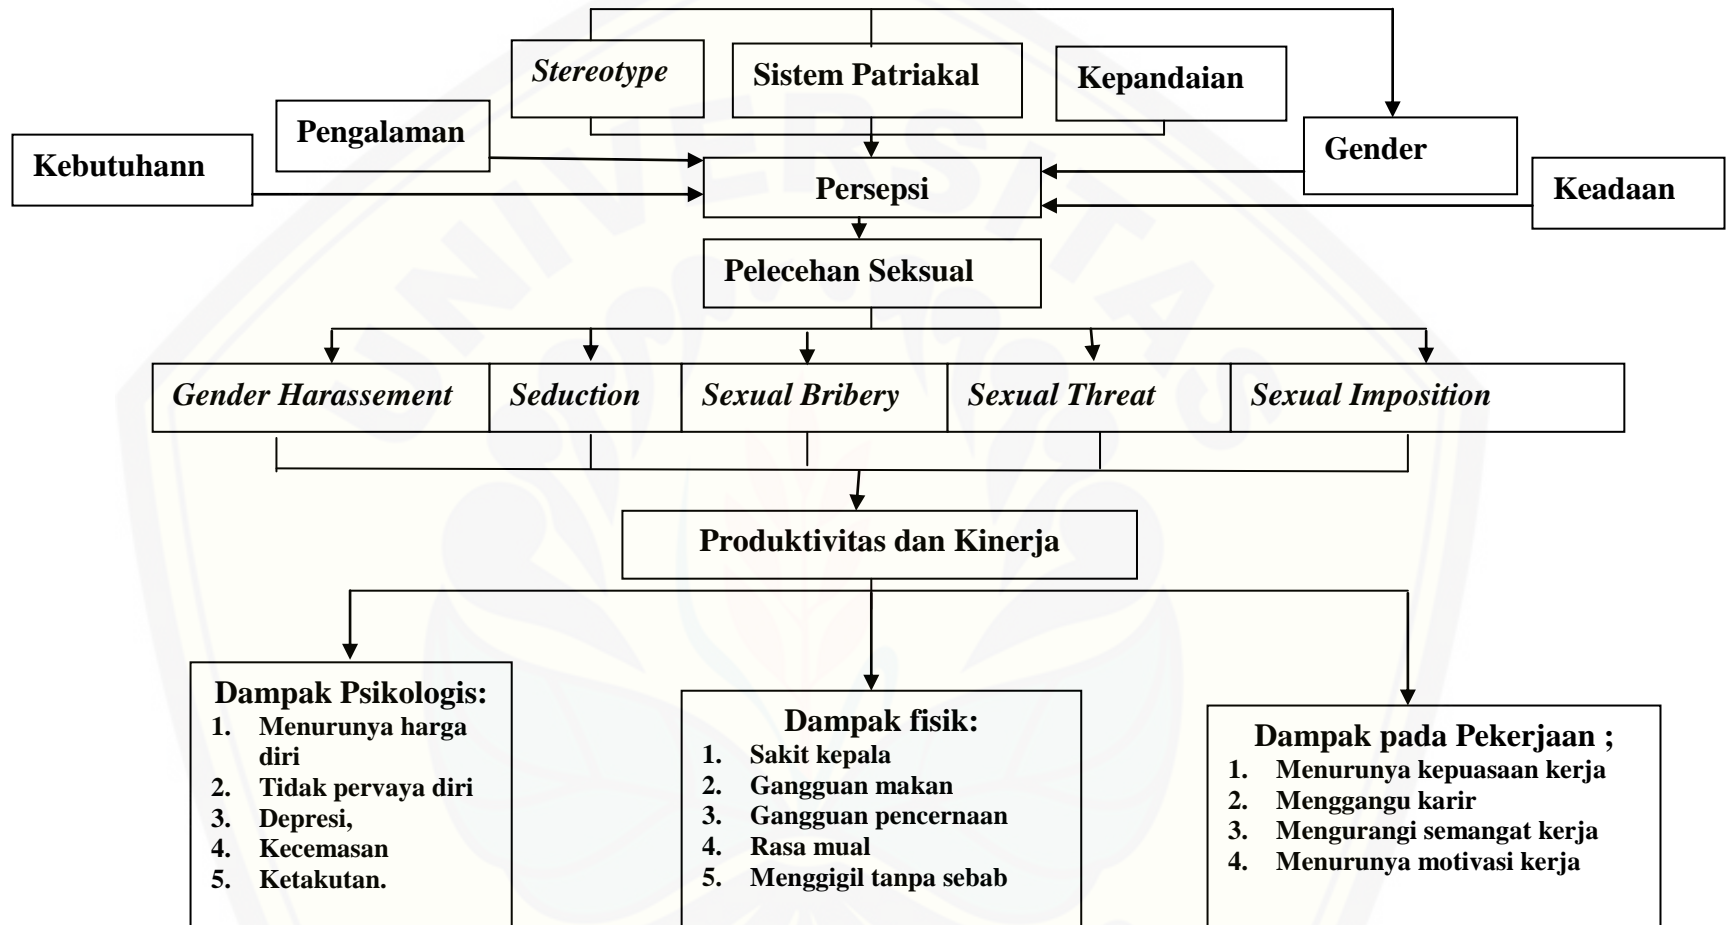 Stereotype
Sistem Patriakal
Kepandaian
Pengalaman
Kebutuhann
Gender
Keadaan
Persepsi
Pelecehan Seksual
Gender Harassement
Seduction
Sexual Bribery
Sexual Threat
Sexual Imposition
Produktivitas dan Kinerja
Dampak Psikologis:
1. Menurunya harga
diri
2. Tidak pervaya diri
3. Depresi,
4. Kecemasan
5. Ketakutan.
Dampak fisik:
1. Sakit kepala
2. Gangguan makan
3. Gangguan pencernaan
4. Rasa mual
5. Menggigil tanpa sebab
Dampak pada Pekerjaan ;
1. Menurunya kepuasaan kerja
2. Menggangu karir
3. Mengurangi semangat kerja
4. Menurunya motivasi kerja
UNIVERSITAS